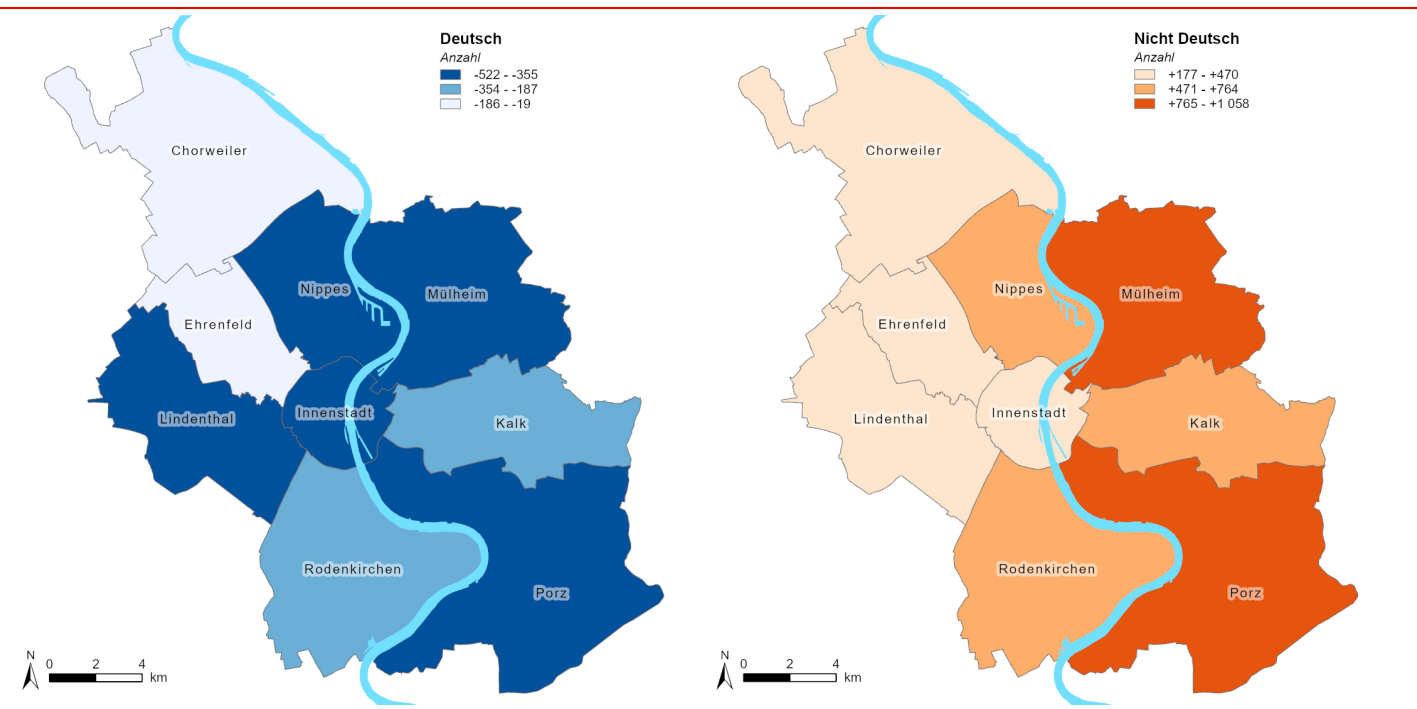 Deutsch
Anzahl
-522 - -355
-354 - -187
-186 - -19
Chorweiler
Nippes
Mülheim
Ehrenfeld
Lindenthal
Innenstadt
Kalk
Rodenkirchen
Porz
N
0 2 4
km
Nicht Deutsch
Anzahl
+177 - +470
+471 - +764
+765 - +1 058
Chorweiler
Nippes
Mülheim
Ehrenfeld
Lindenthal
Innenstadt
Kalk
Rodenkirchen
Porz
N
0 2 4
km